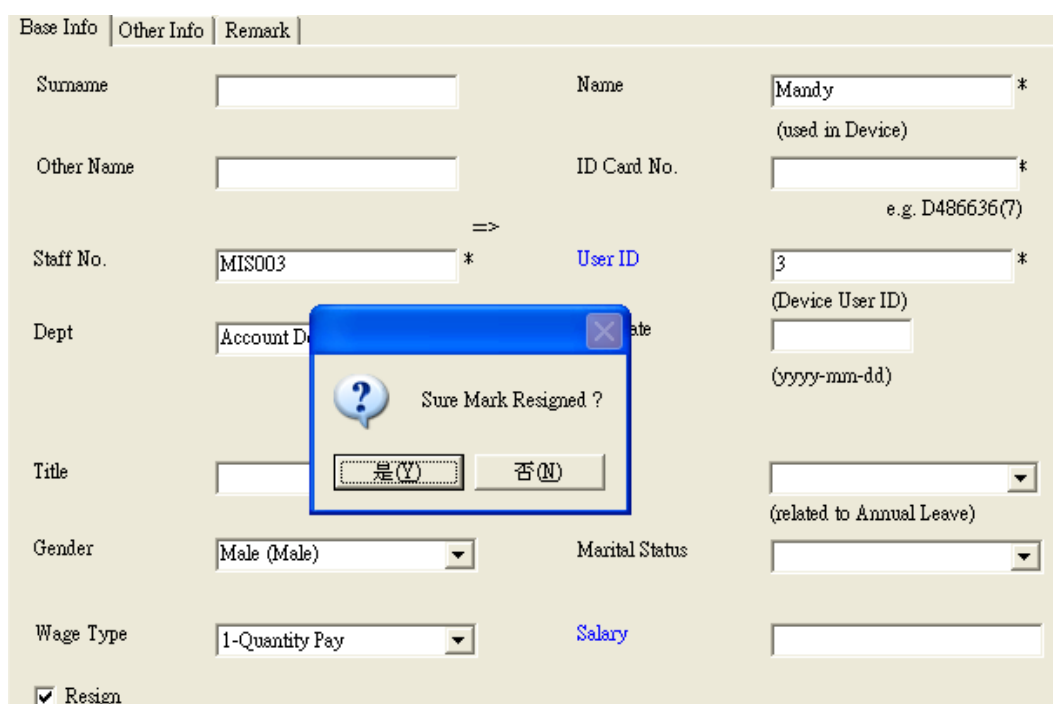 Base Info Other Info Remark
Surname Name Mandy *
(used in Device)
Other Name ID Card No. *
e.g. D486636(7)
=>
Staff No. MIS003 * User ID 3 *
(Device User ID)
Dept Account D ate
(yyyy-mm-dd)
Sure Mark Resigned ?
是(Y) 否(N)
Title
(related to Annual Leave)
Gender Male (Male) Marital Status
Wage Type 1-Quantity Pay Salary
Resign